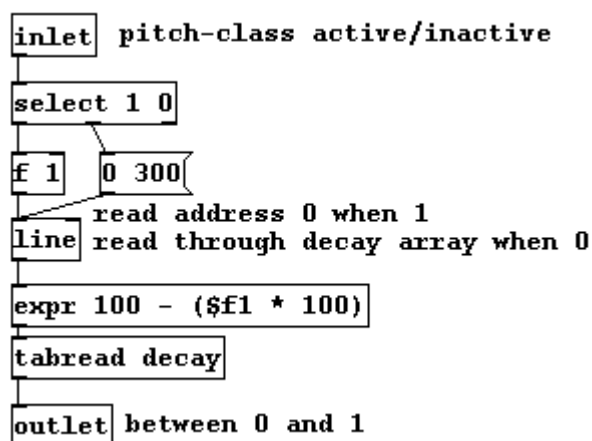 inlet pitch-class active/inactive
select 1 0
f 1 0 300
read address 0 when 1
line read through decay array when 0
expr 100 - ($f1 * 100)
tabread decay
outlet between 0 and 1